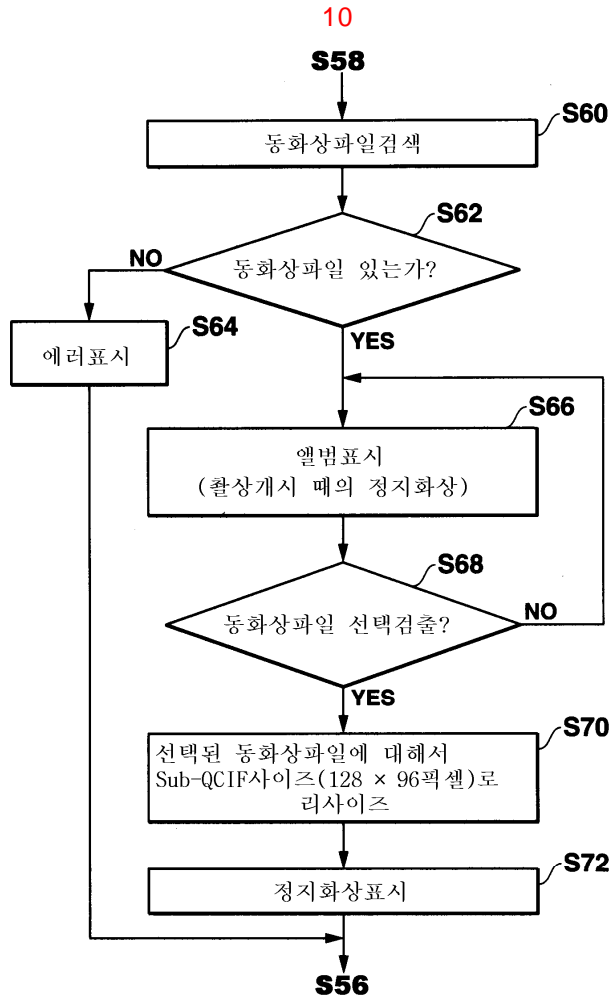 10
S58
S60
동화상파일검색
S62
동화상파일 있는가?
NO
YES
S64
에러표시
S66
앨범표시
(촬상개시 때의 정지화상)
S68
동화상파일 선택검출?
NO
YES
S70
선택된 동화상파일에 대해서
Sub-QCIF사이즈(128 × 96픽셀)로
리사이즈
S72
정지화상표시
S56